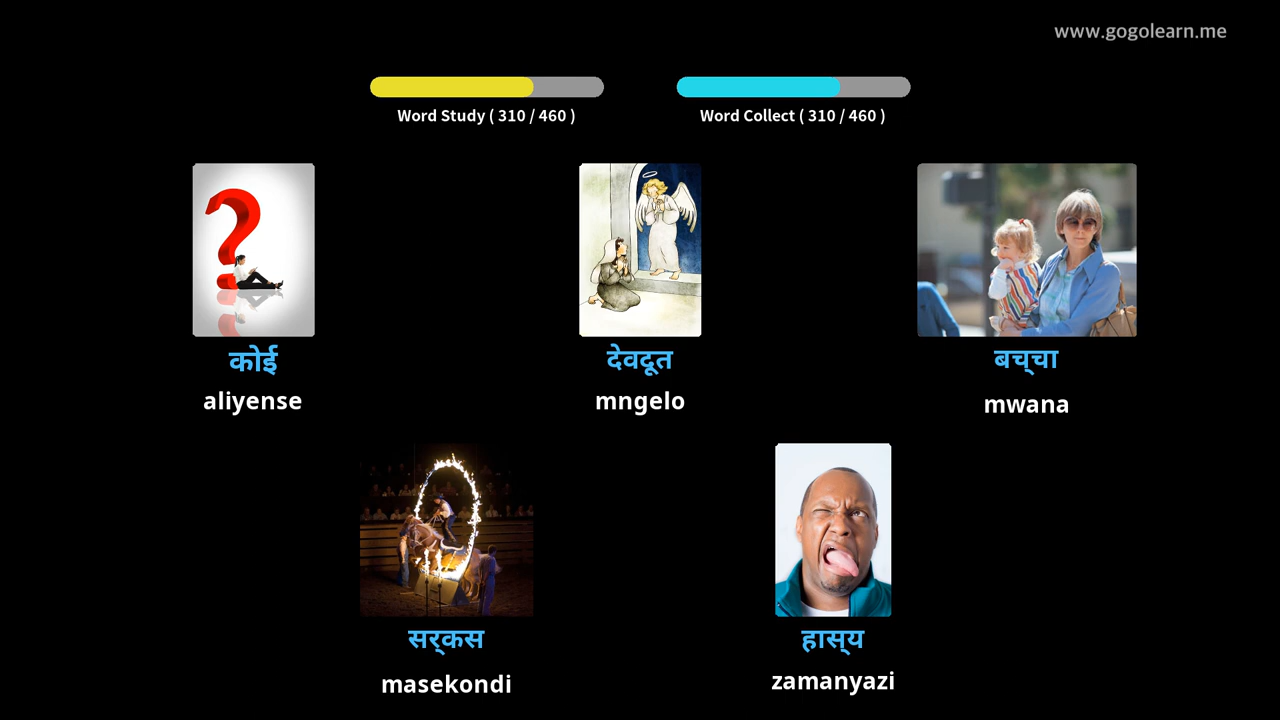 www.gogolearn.me
Word Study ( 310 / 460 )
Word Collect ( 310 / 460 )
कोई
aliyense
देवदूत
mngelo
बच्‌चा
mwana
सर्‌कस
masekondi
हास्‌य
zamanyazi